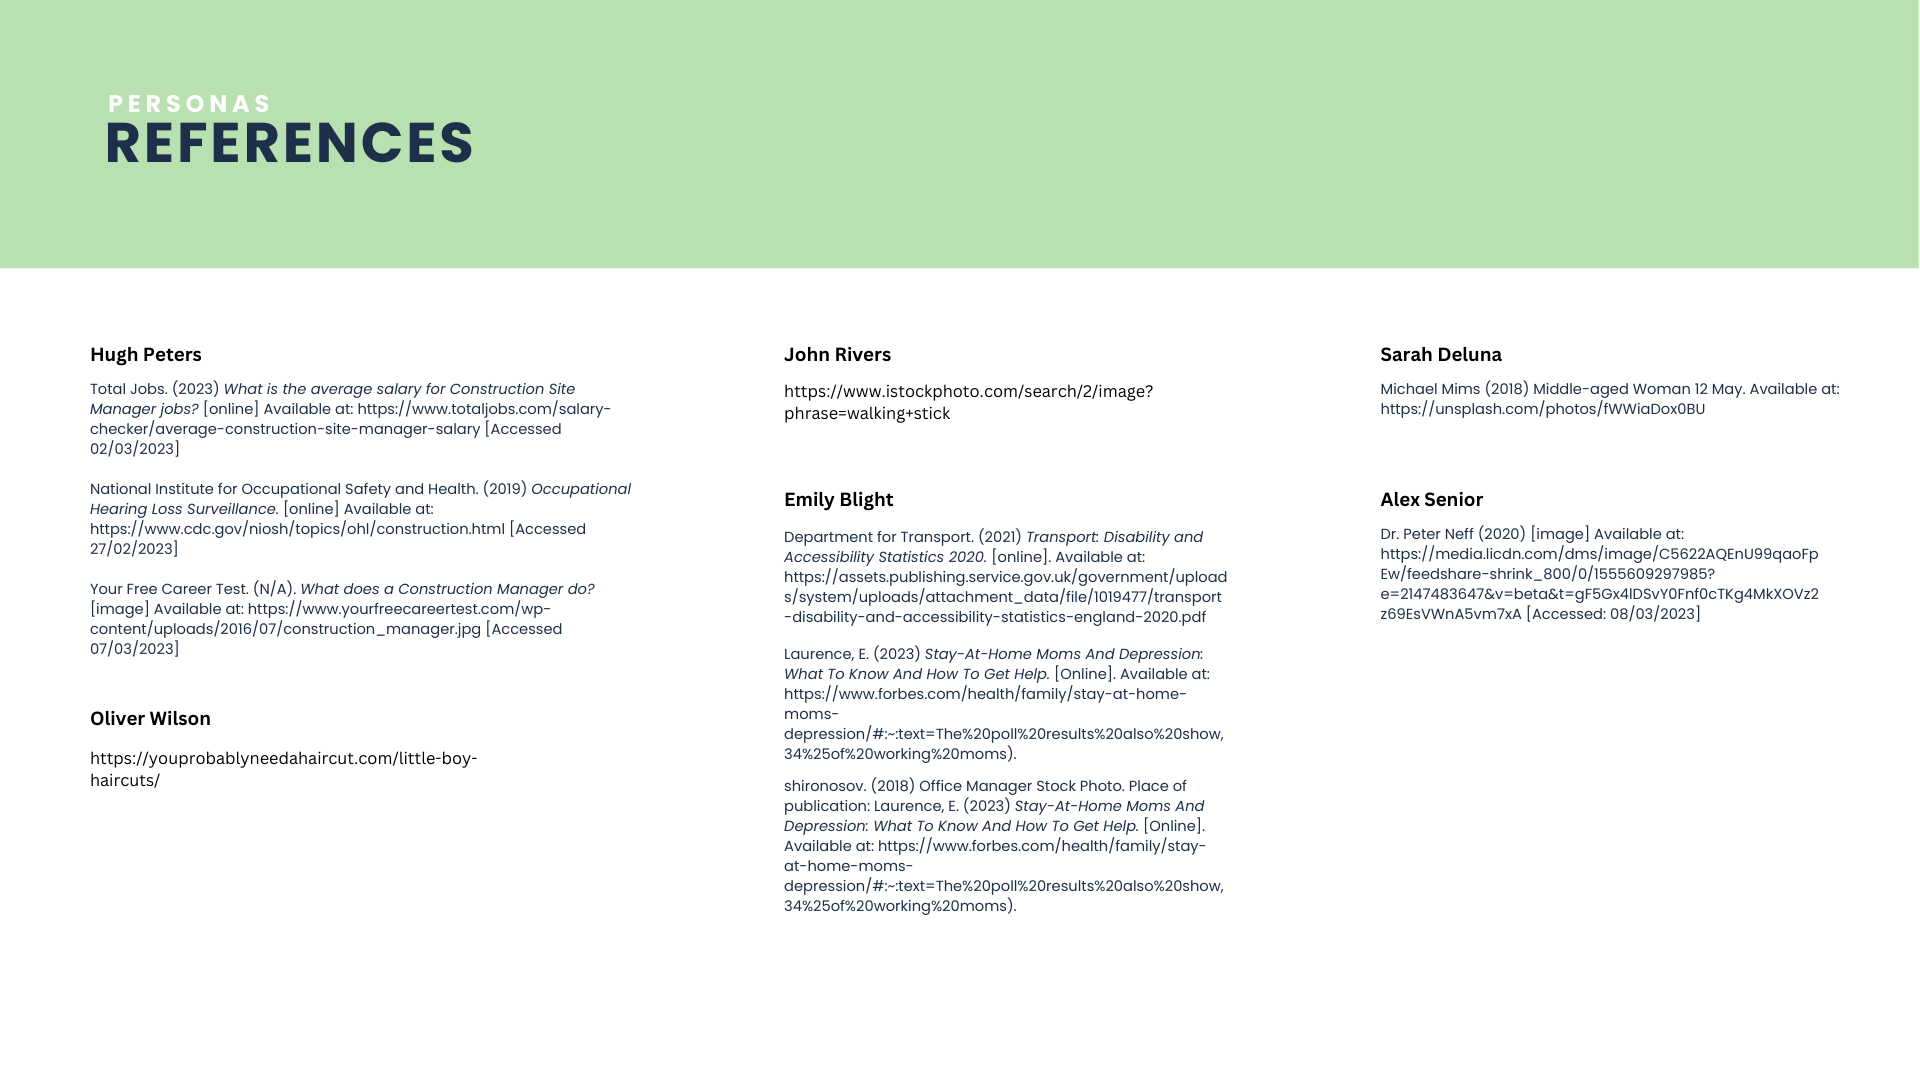 PERSONAS
REFERENCES
Hugh Peters
Total Jobs. (2023) What is the average salary for Construction Site
Manager jobs? [online] Available at: https://www.totaljobs.com/salary-
checker/average-construction-site-manager-salary [Accessed
02/03/2023]
National Institute for Occupational Safety and Health. (2019) Occupational
Hearing Loss Surveillance. [online] Available at:
https://www.cdc.gov/niosh/topics/ohl/construction.html [Accessed
27/02/2023]
Your Free Career Test. (N/A). What does a Construction Manager do?
[image] Available at: https://www.yourfreecareertest.com/wp-
content/uploads/2016/07/construction_manager.jpg [Accessed
07/03/2023]
Oliver Wilson
https://youprobablyneedahaircut.com/little-boy-
haircuts/
John Rivers
https://www.istockphoto.com/search/2/image?
phrase=walking+stick
Emily Blight
Department for Transport. (2021) Transport: Disability and
Accessibility Statistics 2020. [online]. Available at:
https://assets.publishing.service.gov.uk/government/upload
s/system/uploads/attachment_data/file/1019477/transport
-disability-and-accessibility-statistics-england-2020.pdf
Laurence, E. (2023) Stay-At-Home Moms And Depression:
What To Know And How To Get Help. [Online]. Available at:
https://www.forbes.com/health/family/stay-at-home-
moms-
depression/#:~:text=The%20poll%20results%20also%20show,
34%25of%20working%20moms).
shironosov. (2018) Office Manager Stock Photo. Place of
publication: Laurence, E. (2023) Stay-At-Home Moms And
Depression: What To Know And How To Get Help. [Online].
Available at: https://www.forbes.com/health/family/stay-
at-home-moms-
depression/#:~:text=The%20poll%20results%20also%20show,
34%25of%20working%20moms).
Sarah Deluna
Michael Mims (2018) Middle-aged Woman 12 May. Available at:
https://unsplash.com/photos/fWWiaDox0BU
Alex Senior
Dr. Peter Neff (2020) [image] Available at:
https://media.licdn.com/dms/image/C5622AQEnU99qaoFp
Ew/feedshare-shrink_800/0/1555609297985?
e=2147483647&v=beta&t=gF5Gx4lDSvY0Fnf0cTKg4MkXOVz2
z69EsVWnA5vm7xA [Accessed: 08/03/2023]